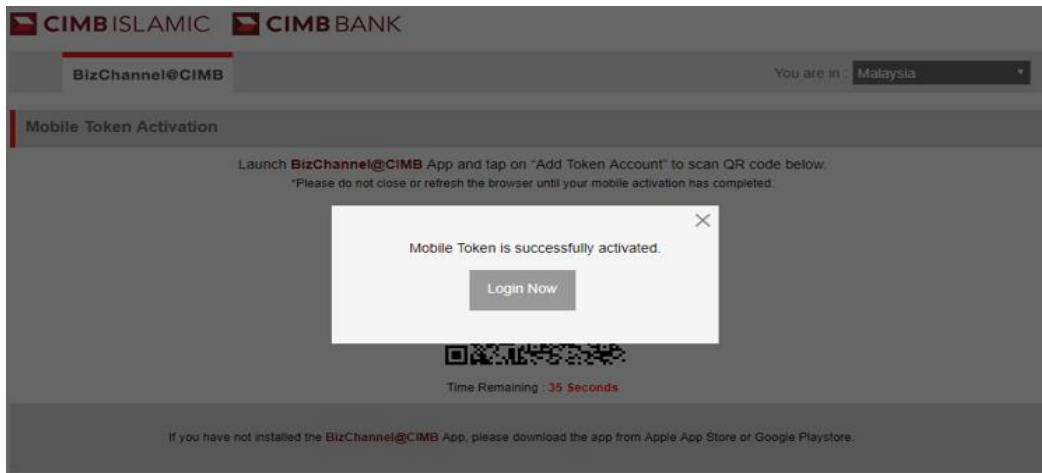 CIMB ISLAMIC CIMB BANK
BizChannel@CIMB
You are in : Malaysia
Mobile Token Activation
Launch BizChannel@CIMB App and tap on "Add Token Account" to scan QR code below.
*Please do not close or refresh the browser until your mobile activation has completed.
Mobile Token is successfully activated.
Login Now
Time Remaining : 35 Seconds
If you have not installed the BizChannel@CIMB App, please download the app from Apple App Store or Google Playstore.